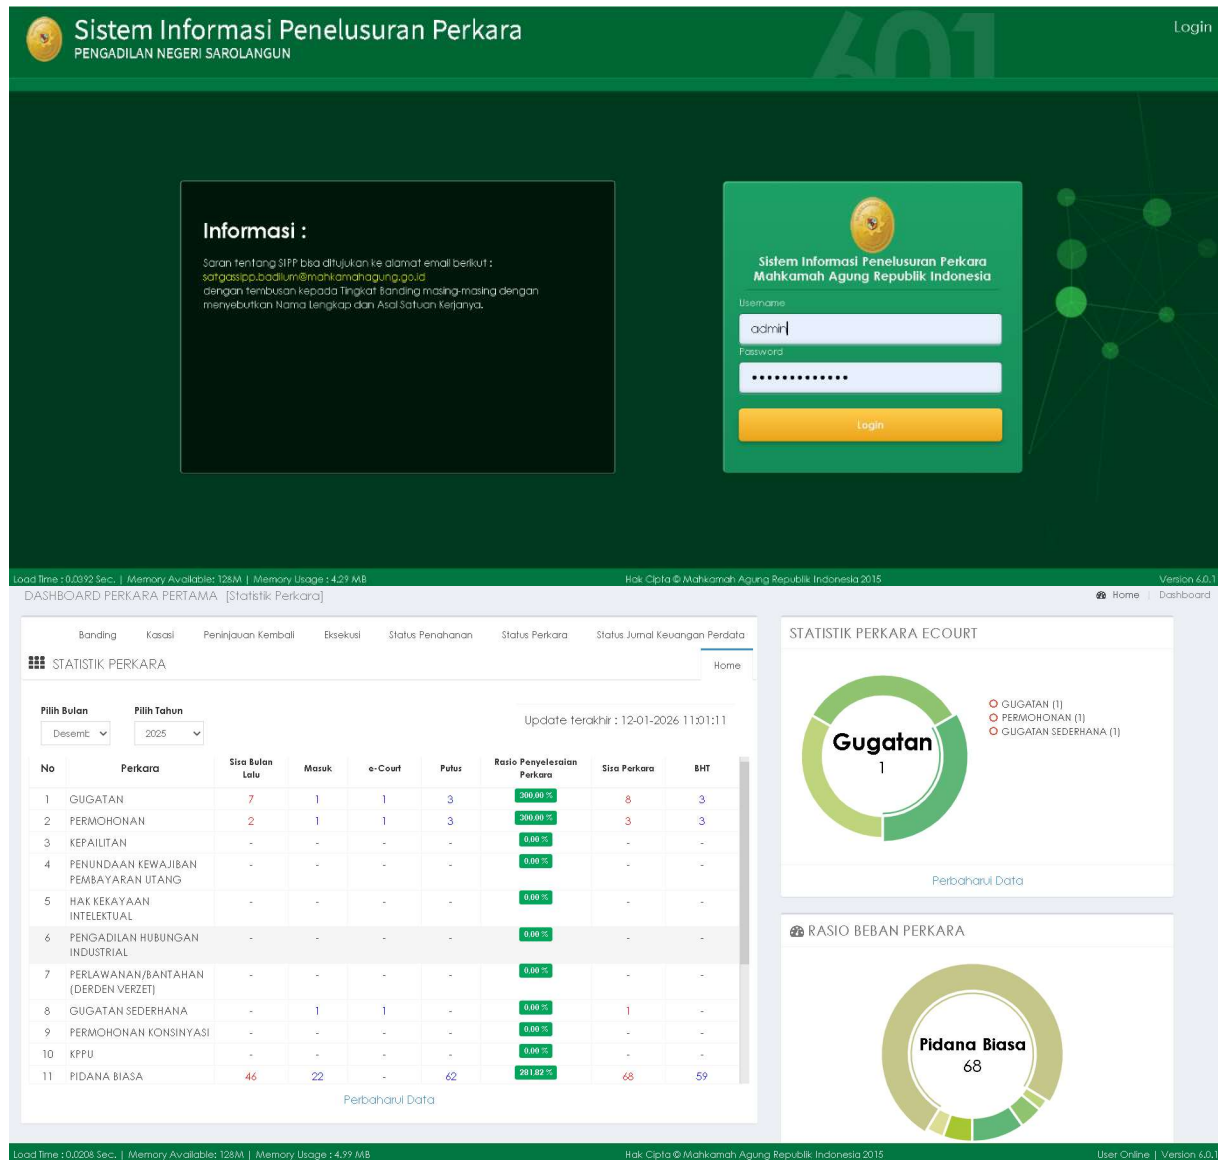 Sistem Informasi Penelusuran Perkara
PENGADILAN NEGERI SAROLANGUN
601
Login
Informasi :
Saran tentang SIPP bisa ditujukan ke alamat email berikut :
satgassipp.badilum@mahkamahagung.go.id
dengan tembusan kepada Tingkat Banding masing-masing dengan
menyebutkan Nama Lengkap dan Asal Satuan Kerjanya.
Sistem Informasi Penelusuran Perkara
Mahkamah Agung Republik Indonesia
Username
admin
Password
•••••••••••••
Login
Load Time : 0.0392 Sec. | Memory Available: 128M | Memory Usage : 4.29 MB
Hak Cipta © Mahkamah Agung Republik Indonesia 2015
Version 6.0.1
DASHBOARD PERKARA PERTAMA [Statistik Perkara]
Home | Dashboard
Banding Kasasi Peninjauan Kembali Eksekusi Status Penahanan Status Perkara Status Jurnal Keuangan Perdata
STATISTIK PERKARA
Home
Pilih Bulan Pilih Tahun
Desemb 2025
Update terakhir : 12-01-2026 11:01:11
No Perkara Sisa Bulan Lalu Masuk e-Court Putus Rasio Penyelesaian Perkara Sisa Perkara BHT
1 GUGATAN 7 1 1 3 300.00 % 8 3
2 PERMOHONAN 2 1 1 3 300.00 % 3 3
3 KEPAILITAN - - - - 0.00 % - -
4 PENUNDAAN KEWAJIBAN PEMBAYARAN UTANG - - - - 0.00 % - -
5 HAK KEKAYAAN INTELEKTUAL - - - - 0.00 % - -
6 PENGADILAN HUBUNGAN INDUSTRIAL - - - - 0.00 % - -
7 PERLAWANAN/BANTAHAN (DERDEN VERZET) - - - - 0.00 % - -
8 GUGATAN SEDERHANA - 1 1 - 0.00 % 1 -
9 PERMOHONAN KONSINYASI - - - - 0.00 % - -
10 KPPU - - - - 0.00 % - -
11 PIDANA BIASA 46 22 - 62 281.82 % 68 59
Perbaharui Data
STATISTIK PERKARA ECOURT
Gugatan
1
GUGATAN (1)
PERMOHONAN (1)
GUGATAN SEDERHANA (1)
Perbaharui Data
RASIO BEBAN PERKARA
Pidana Biasa
68
Load Time : 0.0208 Sec. | Memory Available: 128M | Memory Usage : 4.99 MB
Hak Cipta © Mahkamah Agung Republik Indonesia 2015
User Online | Version 6.0.1